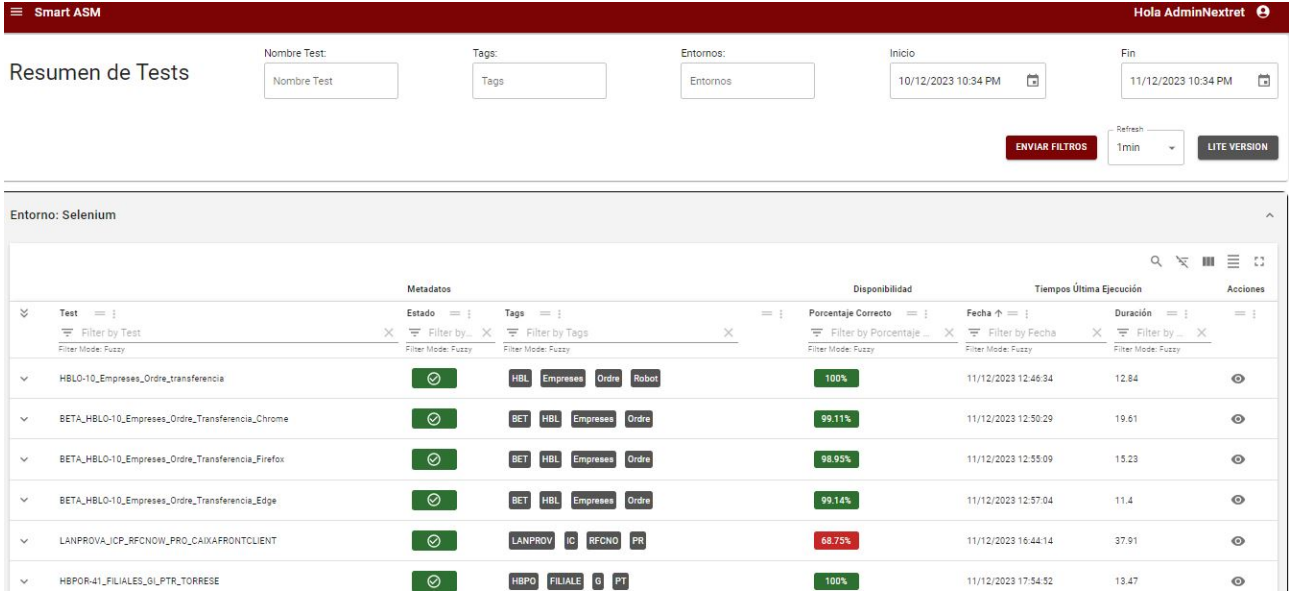 Smart ASM Hola AdminNextret
Nombre Test: Tags: Entornos: Inicio Fin
Resumen de Tests
Nombre Test Tags Entornos 10/12/2023 10:34 PM 11/12/2023 10:34 PM
Refresh
ENVIAR FILTROS 1min LITE VERSION
Entorno: Selenium
Metadatos Disponibilidad Tiempos Última Ejecución Acciones
Test Estado Tags Porcentaje Correcto Fecha Duración
Filter by Test Filter by... Filter by Tags Filter by Porcentaje ... Filter by Fecha Filter by ...
Filter Mode: Fuzzy Filter Mode: Fuzzy Filter Mode: Fuzzy Filter Mode: Fuzzy Filter Mode: Fuzzy Filter Mode: Fuzzy
HBLO-10_Empreses_Ordre_transferencia HBL Empreses Ordre Robot 100% 11/12/2023 12:46:34 12.84
BETA_HBLO-10_Empreses_Ordre_Transferencia_Chrome BET HBL Empreses Ordre 99.11% 11/12/2023 12:50:29 19.61
BETA_HBLO-10_Empreses_Ordre_Transferencia_Firefox BET HBL Empreses Ordre 98.95% 11/12/2023 12:55:09 15.23
BETA_HBLO-10_Empreses_Ordre_Transferencia_Edge BET HBL Empreses Ordre 99.14% 11/12/2023 12:57:04 11.4
LANPROVA_ICP_RFCNOW_PRO_CAIXAFRONTCLIENT LANPROV IC RFCNO PR 68.75% 11/12/2023 16:44:14 37.91
HBPOR-41_FILIALES_GI_PTR_TORRESE HBPO FILIALE G PT 100% 11/12/2023 17:54:52 13.47